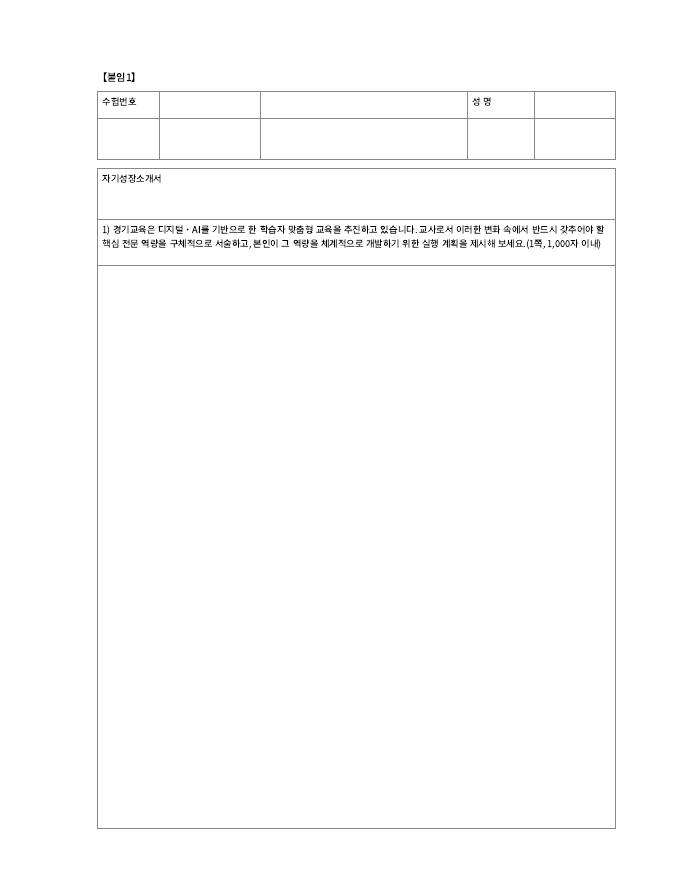 【붙임1】
수험번호 성 명
자기성장소개서
1) 경기교육은 디지털·AI를 기반으로 한 학습자 맞춤형 교육을 추진하고 있습니다. 교사로서 이러한 변화 속에서 반드시 갖추어야 할
핵심 전문 역량을 구체적으로 서술하고, 본인이 그 역량을 체계적으로 개발하기 위한 실행 계획을 제시해 보세요.(1쪽, 1,000자 이내)